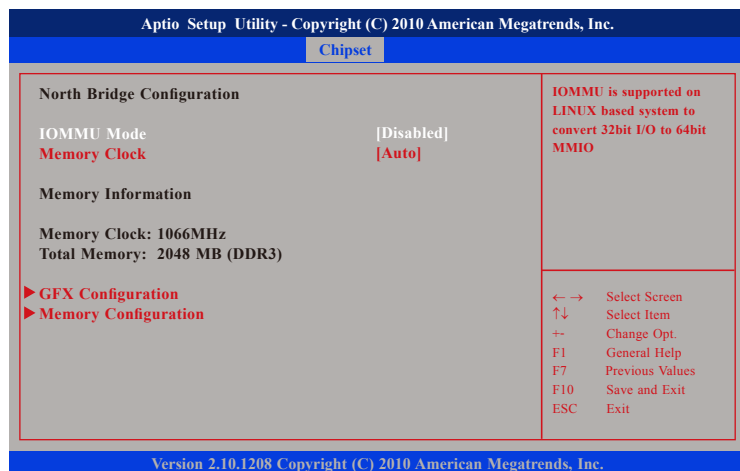 Aptio Setup Utility - Copyright (C) 2010 American Megatrends, Inc.
Chipset
North Bridge Configuration
IOMMU Mode [Disabled]
Memory Clock [Auto]
Memory Information
Memory Clock: 1066MHz
Total Memory: 2048 MB (DDR3)
▶ GFX Configuration
▶ Memory Configuration
IOMMU is supported on
LINUX based system to
convert 32bit I/O to 64bit
MMIO
←→ Select Screen
↑↓ Select Item
+- Change Opt.
F1 General Help
F7 Previous Values
F10 Save and Exit
ESC Exit
Version 2.10.1208 Copyright (C) 2010 American Megatrends, Inc.